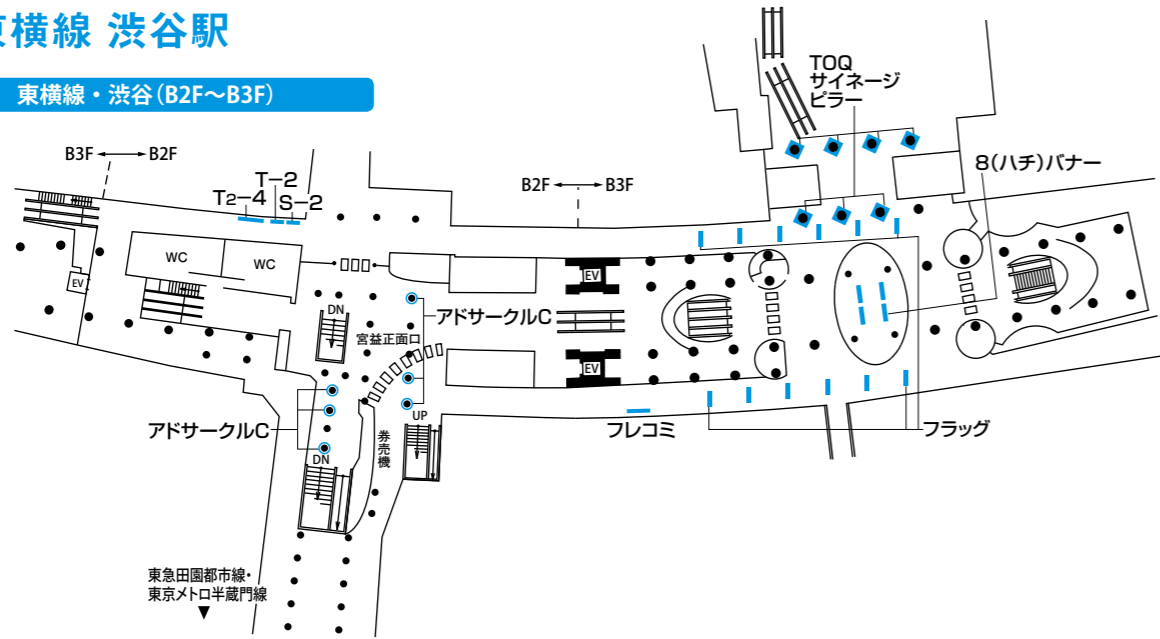 東横線 渋谷駅
東横線・渋谷(B2F〜B3F)
TOQ
サイネージ
ピラー
B3F
B2F
B2F
B3F
8(ハチ)バナー
T-2
T2-4
S-2
WC
WC
EV
EV
DN
アドサークルC
宮益正面口
EV
UP
アドサークルC
券売機
フレコミ
フラッグ
DN
東急田園都市線・
東京メトロ半蔵門線